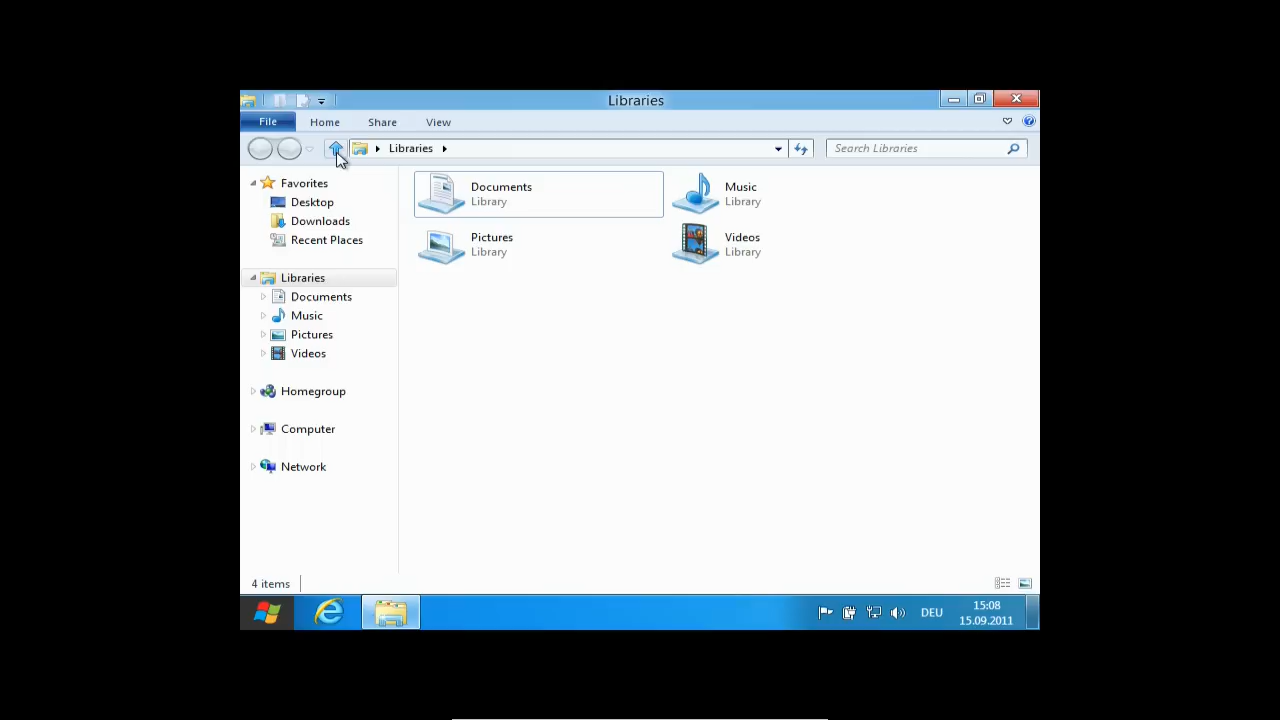 Libraries
File Home Share View
Libraries
Search Libraries
Favorites
Desktop
Downloads
Recent Places
Libraries
Documents
Music
Pictures
Videos
Homegroup
Computer
Network
Documents
Library
Music
Library
Pictures
Library
Videos
Library
4 items
DEU
15:08
15.09.2011